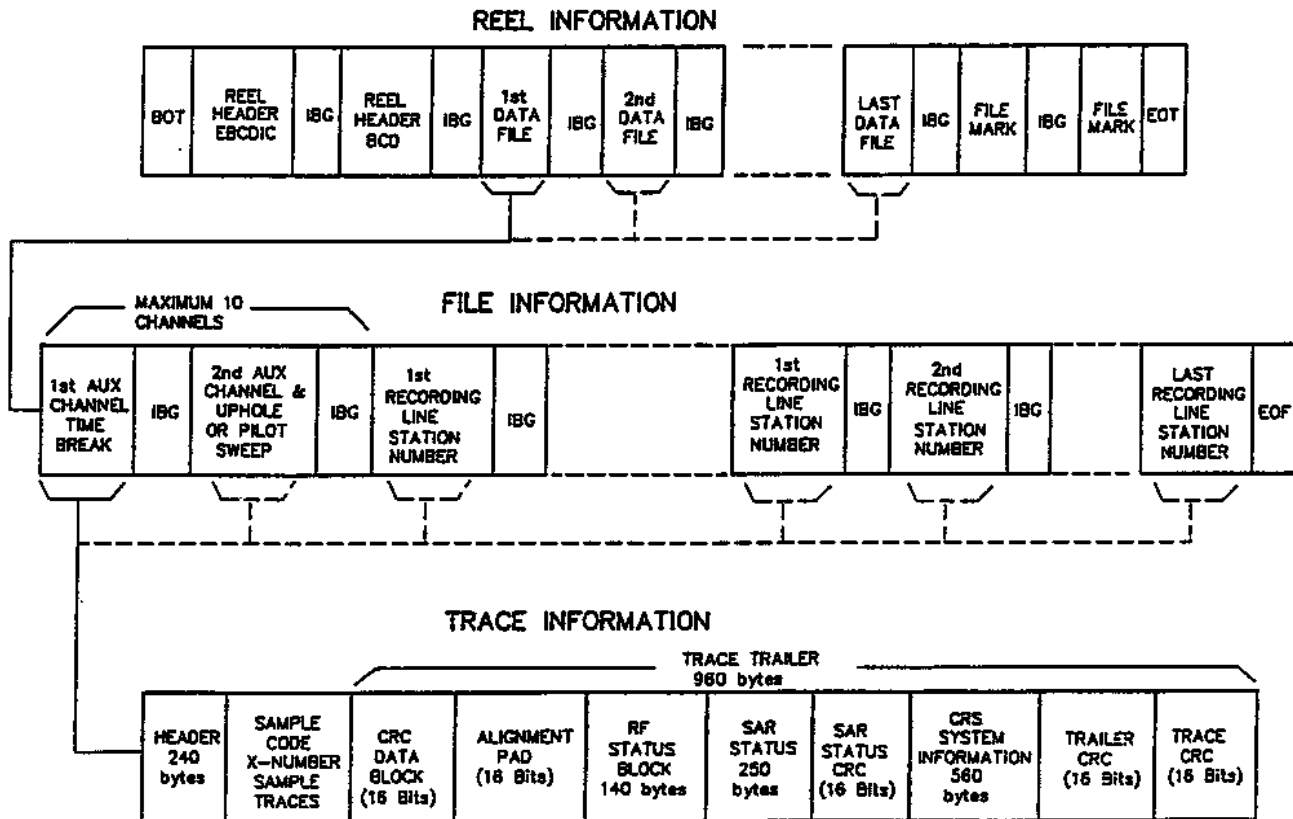 REEL INFORMATION
BOT
REEL
HEADER
EBCDIC
IBG
REEL
HEADER
BCD
IBG
1st
DATA
FILE
IBG
2nd
DATA
FILE
IBG
LAST
DATA
FILE
IBG
FILE
MARK
IBG
FILE
MARK
EOT
FILE INFORMATION
MAXIMUM 10
CHANNELS
1st AUX
CHANNEL
TIME
BREAK
IBG
2nd AUX
CHANNEL &
UPHOLE
OR PILOT
SWEEP
IBG
1st
RECORDING
LINE
STATION
NUMBER
IBG
1st
RECORDING
LINE
STATION
NUMBER
IBG
2nd
RECORDING
LINE
STATION
NUMBER
IBG
LAST
RECORDING
LINE
STATION
NUMBER
EOF
TRACE INFORMATION
TRACE TRAILER
960 bytes
HEADER
240
bytes
SAMPLE
CODE
X-NUMBER
SAMPLE
TRACES
CRC
DATA
BLOCK
(16 Bits)
ALIGNMENT
PAD
(16 Bits)
RF
STATUS
BLOCK
140 bytes
SAR
STATUS
250
bytes
SAR
STATUS
CRC
(16 Bits)
CRS
SYSTEM
INFORMATION
560
bytes
TRAILER
CRC
(16 Bits)
TRACE
CRC
(16 Bits)